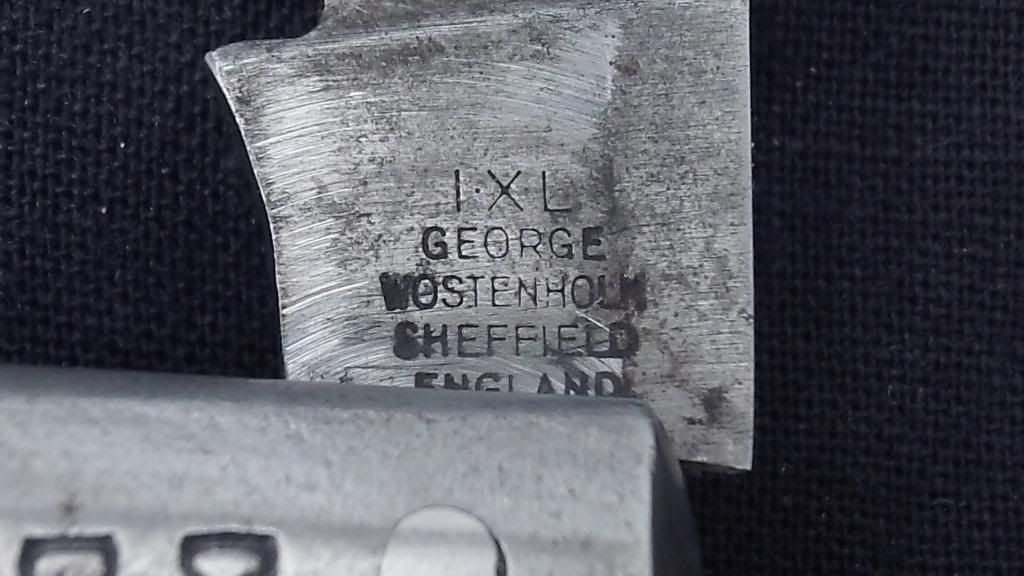 I·XL
GEORGE
WOSTENHOLM
SHEFFIELD
ENGLAND